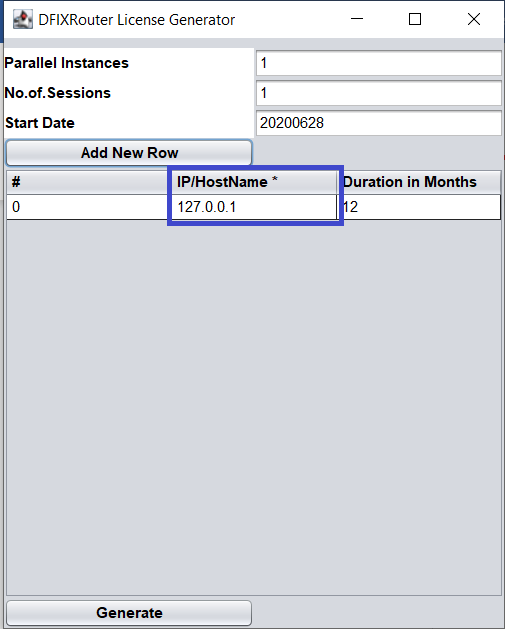 DFIXRouter License Generator
Parallel Instances 1
No.of.Sessions 1
Start Date 20200628
Add New Row
# IP/HostName * Duration in Months
0 127.0.0.1 12
Generate